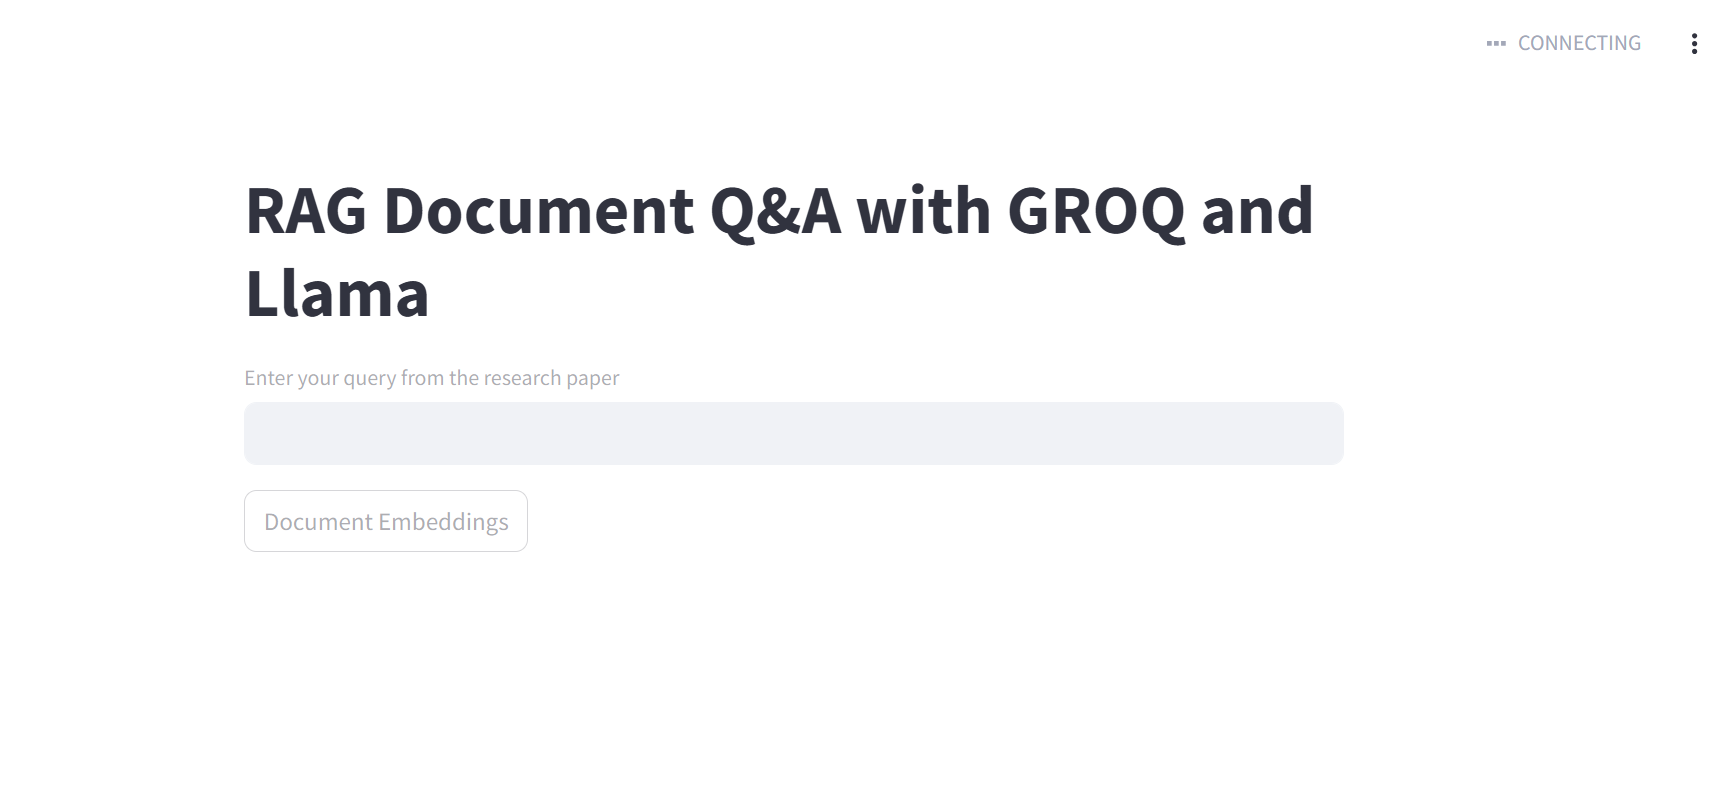 CONNECTING
RAG Document Q&A with GROQ and
Llama
Enter your query from the research paper
Document Embeddings